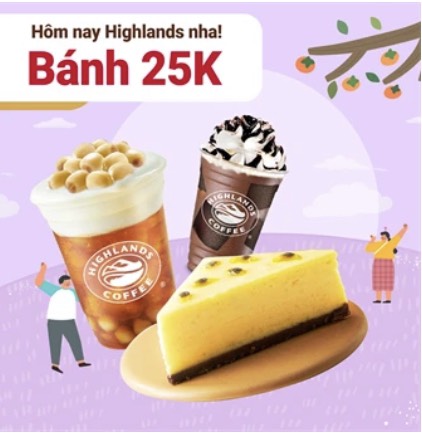 Hôm nay Highlands nha!
Bánh 25K
HIGHLANDS
COFFEE
®
HIGHLANDS
COFFEE